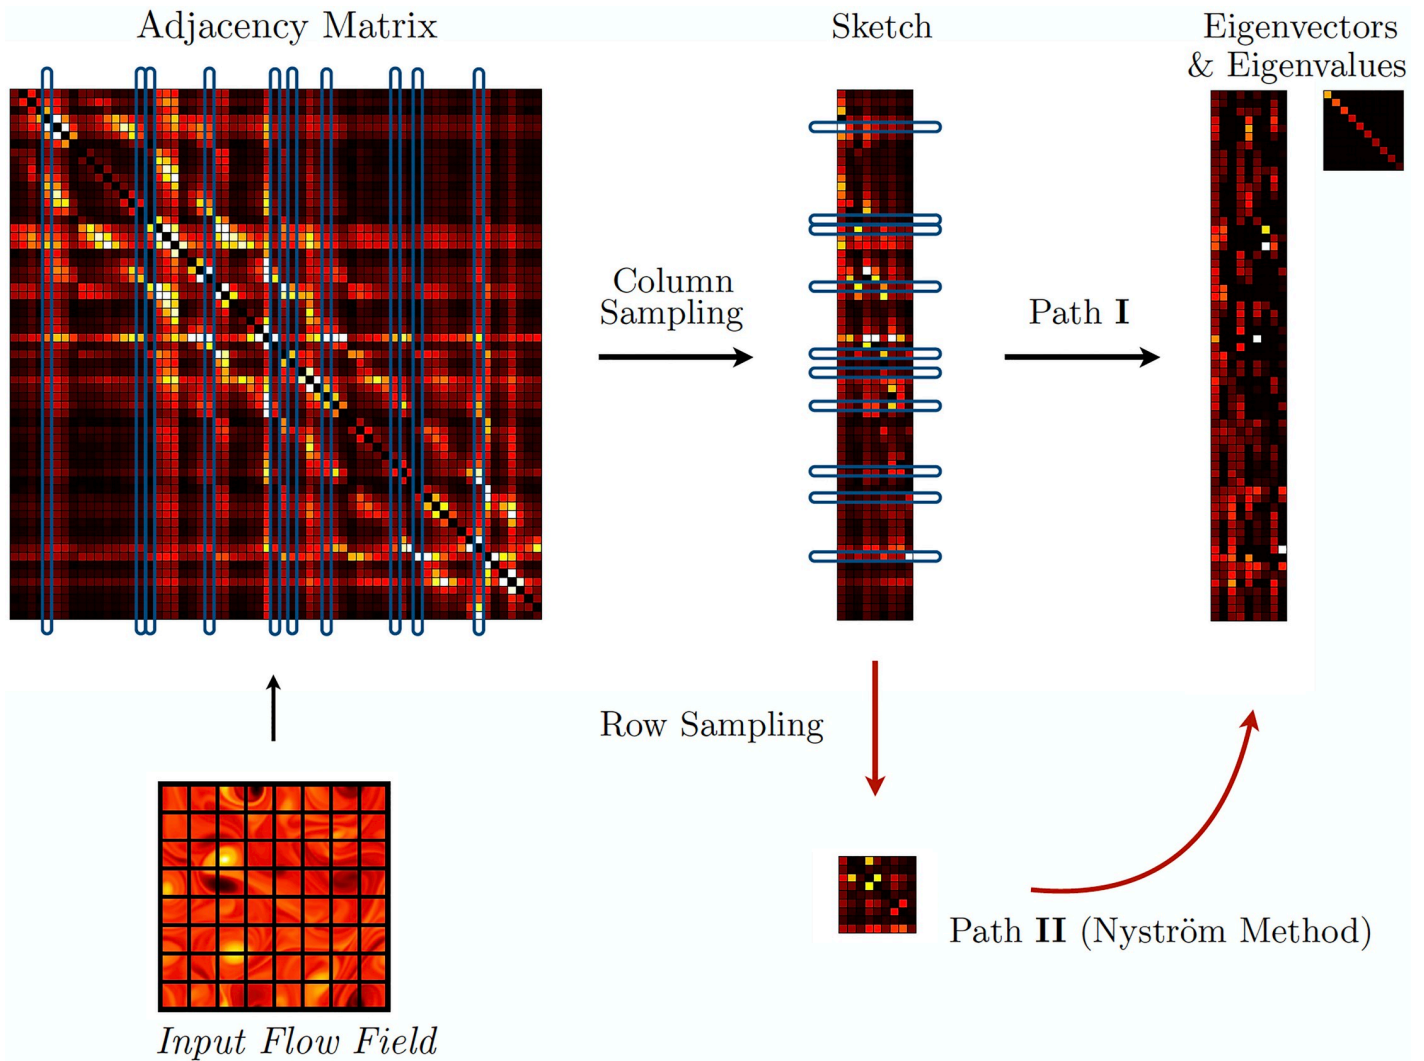 Adjacency Matrix
Sketch
Eigenvectors
& Eigenvalues
Column
Sampling
Path I
Row Sampling
Path II (Nyström Method)
Input Flow Field